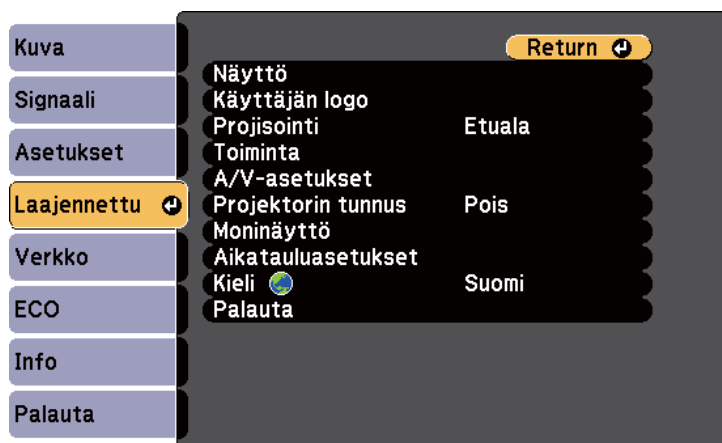 Kuva
Signaali
Asetukset
Laajennettu
Verkko
ECO
Info
Palauta
Return
Näyttö
Käyttäjän logo
Projisointi Etuala
Toiminta
A/V-asetukset
Projektorin tunnus Pois
Moninäyttö
Aikatauluasetukset
Kieli Suomi
Palauta